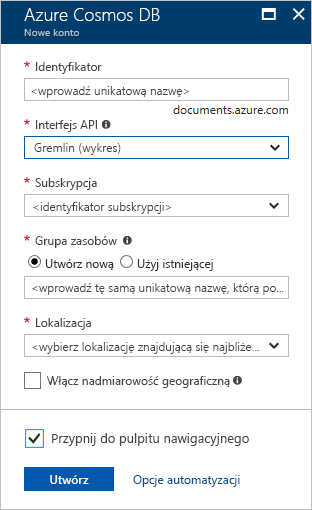 Azure Cosmos DB
Nowe konto
* Identyfikator
<wprowadź unikatową nazwę>
documents.azure.com
* Interfejs API
Gremlin (wykres)
* Subskrypcja
<identyfikator subskrypcji>
* Grupa zasobów
Utwórz nową Użyj istniejącej
<wprowadź tę samą unikatową nazwę, którą po...
* Lokalizacja
<wybierz lokalizację znajdującą się najbliże...
Włącz nadmiarowość geograficzną
Przypnij do pulpitu nawigacyjnego
Utwórz Opcje automatyzacji